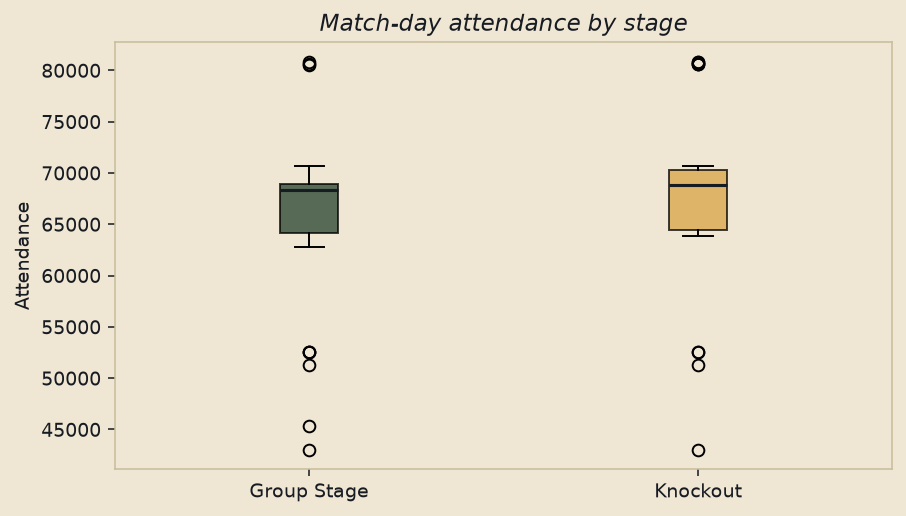 Match-day attendance by stage
80000
75000
70000
65000
60000
55000
50000
45000
Attendance
Group Stage
Knockout